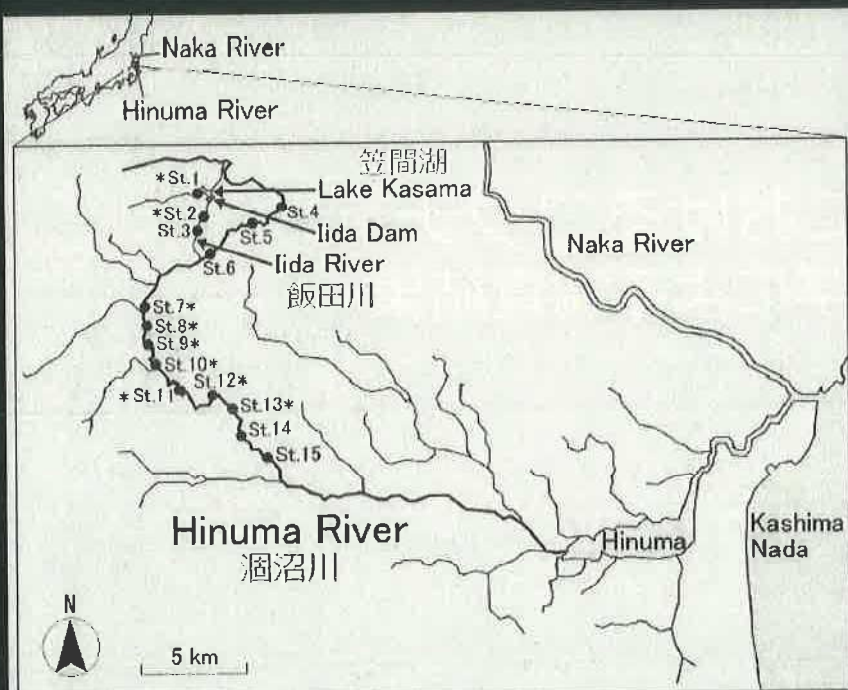 Naka River
Hinuma River
笠間湖
*St.1
Lake Kasama
*St.2
St.4
St.3
St.5
Iida Dam
St.6
Iida River
飯田川
Naka River
St.7*
St.8*
St.9*
St.10*
*St.11
St.12*
St.13*
St.14
St.15
Hinuma River
涸沼川
Hinuma
Kashima
Nada
N
5 km